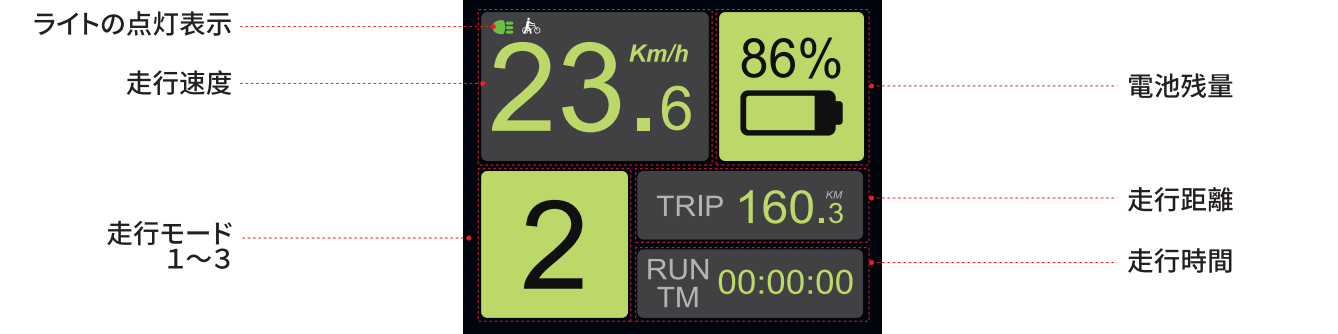 ライトの点灯表示
走行速度
走行モード
1〜3
23.6 Km/h
86%
2
TRIP 160.3 KM
RUN TM 00:00:00
電池残量
走行距離
走行時間